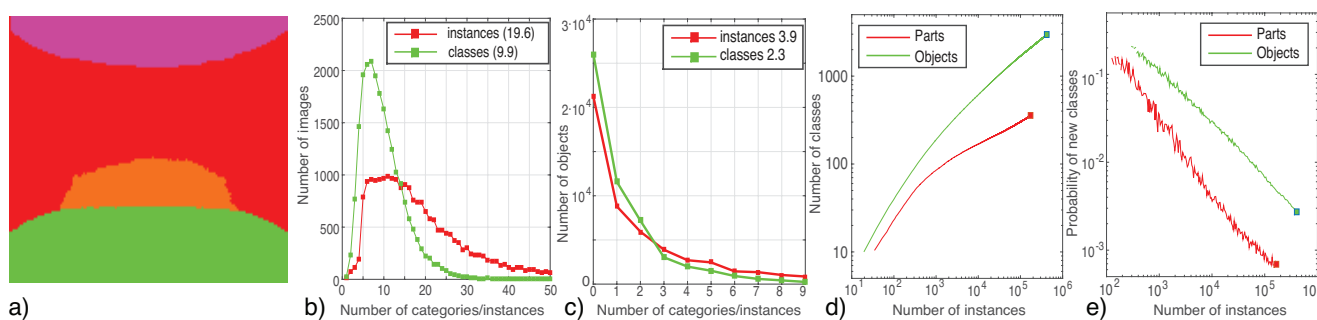 a)
b)
Number of images
2500
2000
1500
1000
500
0
instances (19.6)
classes (9.9)
0 10 20 30 40 50
Number of categories/instances
c)
Number of objects
3·10⁴
2·10⁴
10⁴
0
instances 3.9
classes 2.3
0 1 2 3 4 5 6 7 8 9
Number of categories/instances
d)
Number of classes
1000
100
10
Parts
Objects
10¹ 10² 10³ 10⁴ 10⁵ 10⁶
Number of instances
e)
Probability of new classes
10⁻¹
10⁻²
10⁻³
Parts
Objects
10² 10³ 10⁴ 10⁵
Number of instances